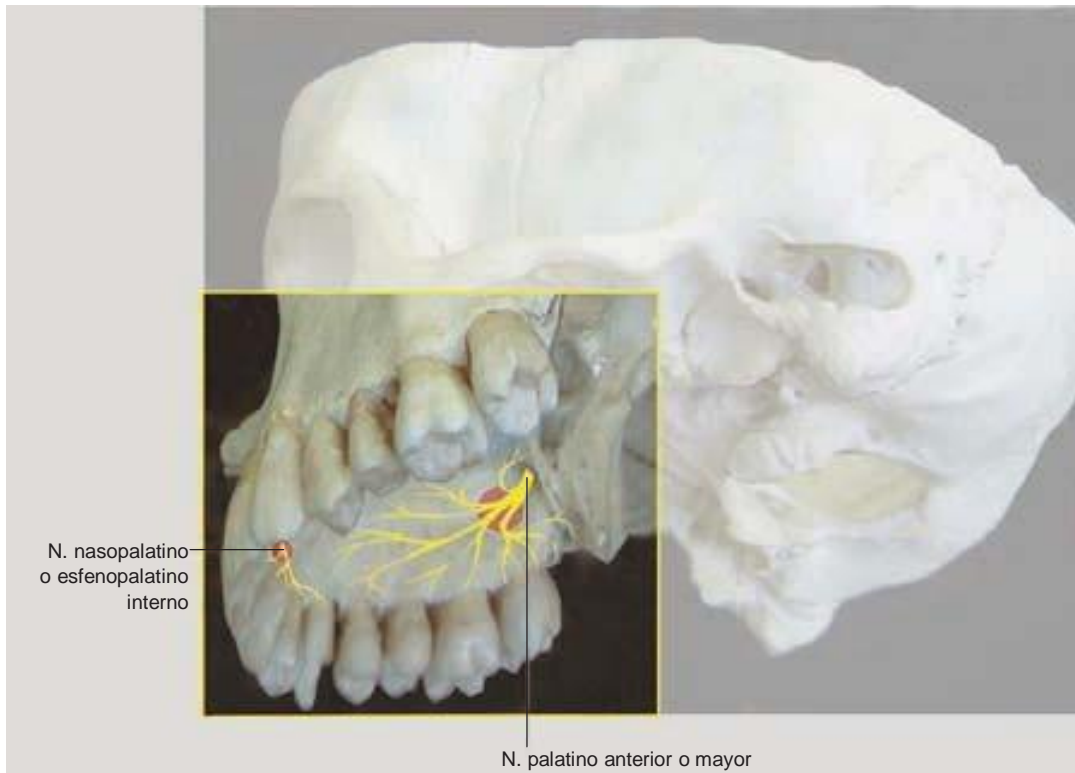 N. nasopalatino
o esfenopalatino
interno
N. palatino anterior o mayor